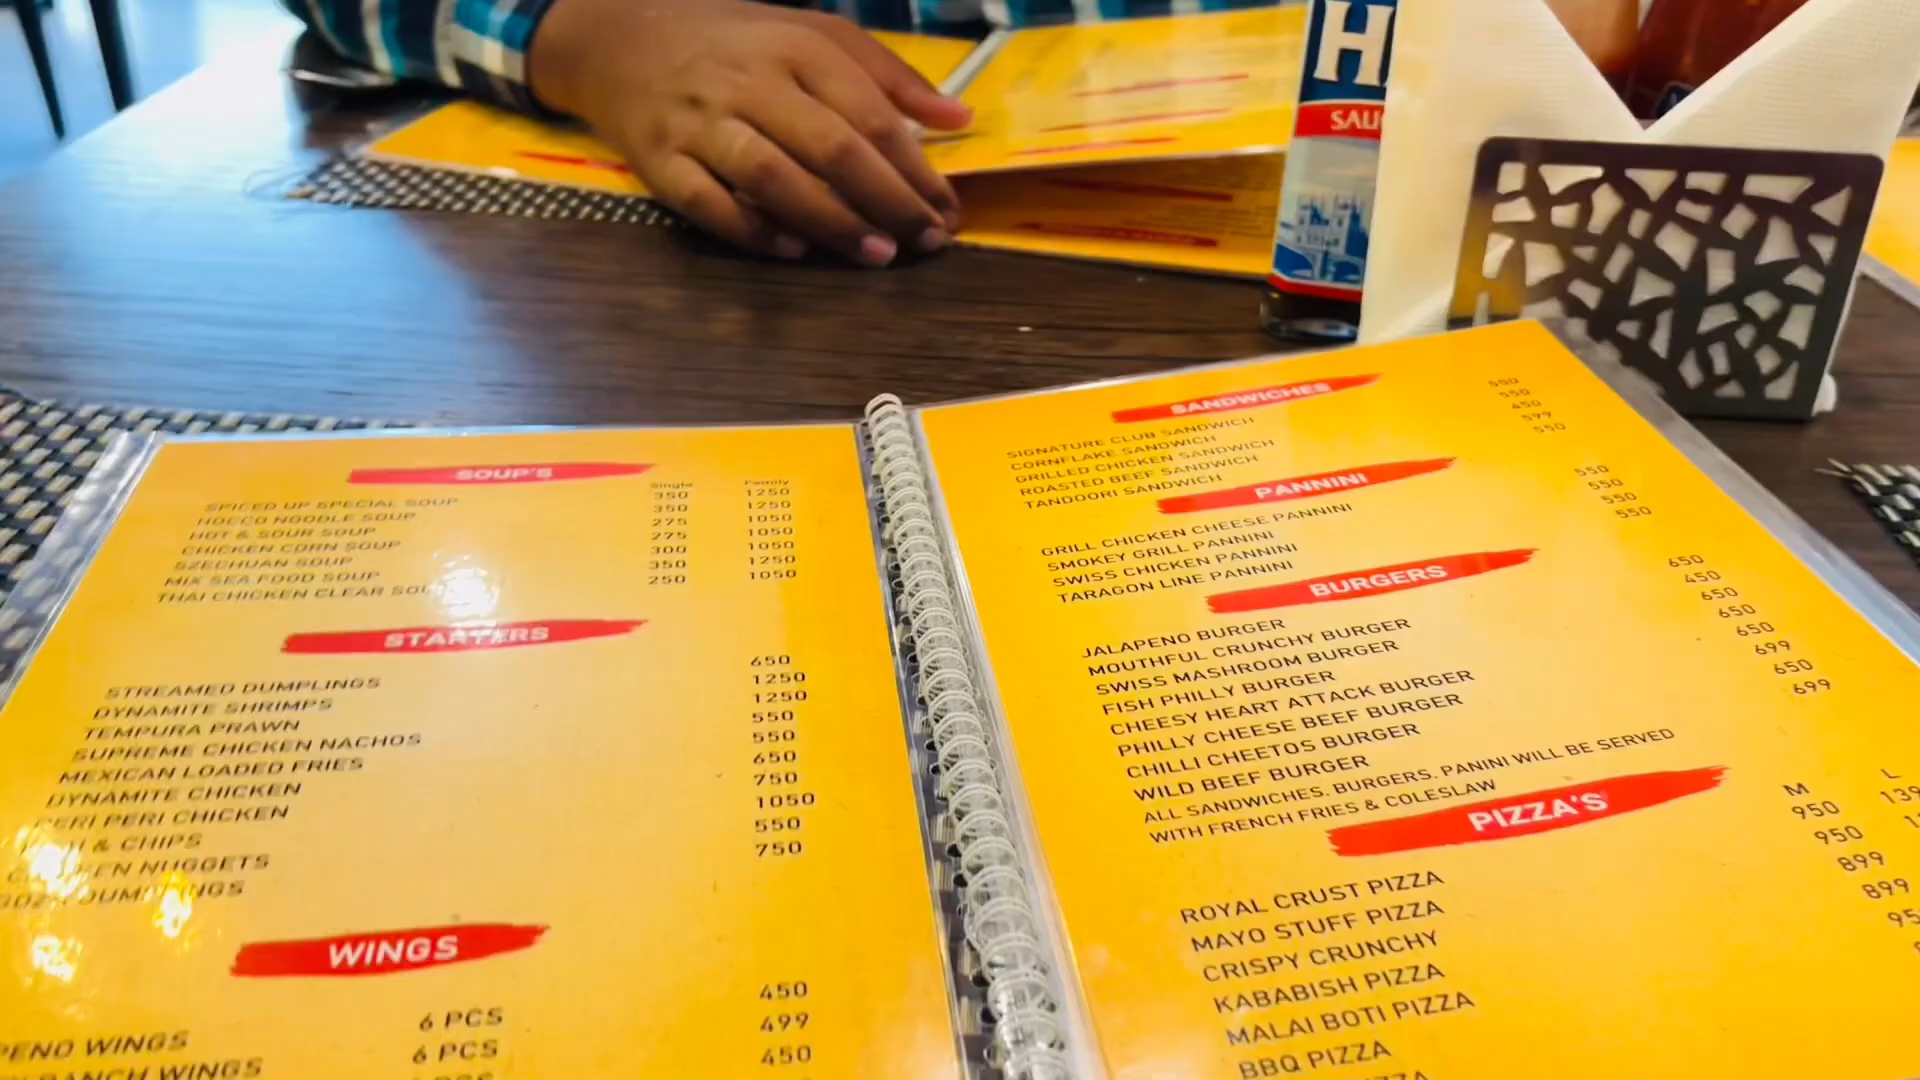 HP
SAUC
SOUP'S
Single Family
SPICED UP SPECIAL SOUP 350 1250
HOCCO NOODLE SOUP 350 1250
HOT & SOUR SOUP 275 1050
CHICKEN CORN SOUP 275 1050
SZECHUAN SOUP 300 1050
MIX SEA FOOD SOUP 350 1250
THAI CHICKEN CLEAR 250 1050
STARTERS
STREAMED DUMPLINGS 650
DYNAMITE SHRIMPS 1250
TEMPURA PRAWN 1250
SUPREME CHICKEN NACHOS 550
MEXICAN LOADED FRIES 550
DYNAMITE CHICKEN 650
PERI PERI CHICKEN 750
& CHIPS 1050
CHICKEN NUGGETS 550
DUMPLINGS 750
WINGS
WINGS 6 PCS 450
RANCH WINGS 6 PCS 499
450
SANDWICHES
SIGNATURE CLUB SANDWICH 550
CORNFLAKE SANDWICH 550
GRILLED CHICKEN SANDWICH 450
ROASTED BEEF SANDWICH 599
TANDOORI SANDWICH 550
PANNINI
GRILL CHICKEN CHEESE PANNINI 550
SMOKEY GRILL PANNINI 550
SWISS CHICKEN PANNINI 550
TARAGON LINE PANNINI 550
BURGERS
JALAPENO BURGER 650
MOUTHFUL CRUNCHY BURGER 450
SWISS MASHROOM BURGER 650
FISH PHILLY BURGER 650
CHEESY HEART ATTACK BURGER 650
PHILLY CHEESE BEEF BURGER 699
CHILLI CHEETOS BURGER 650
WILD BEEF BURGER 699
ALL SANDWICHES. BURGERS. PANINI WILL BE SERVED
WITH FRENCH FRIES & COLESLAW
PIZZA'S
M L
ROYAL CRUST PIZZA 950
MAYO STUFF PIZZA 950
CRISPY CRUNCHY 899
KABABISH PIZZA 899
MALAI BOTI PIZZA
BBQ PIZZA